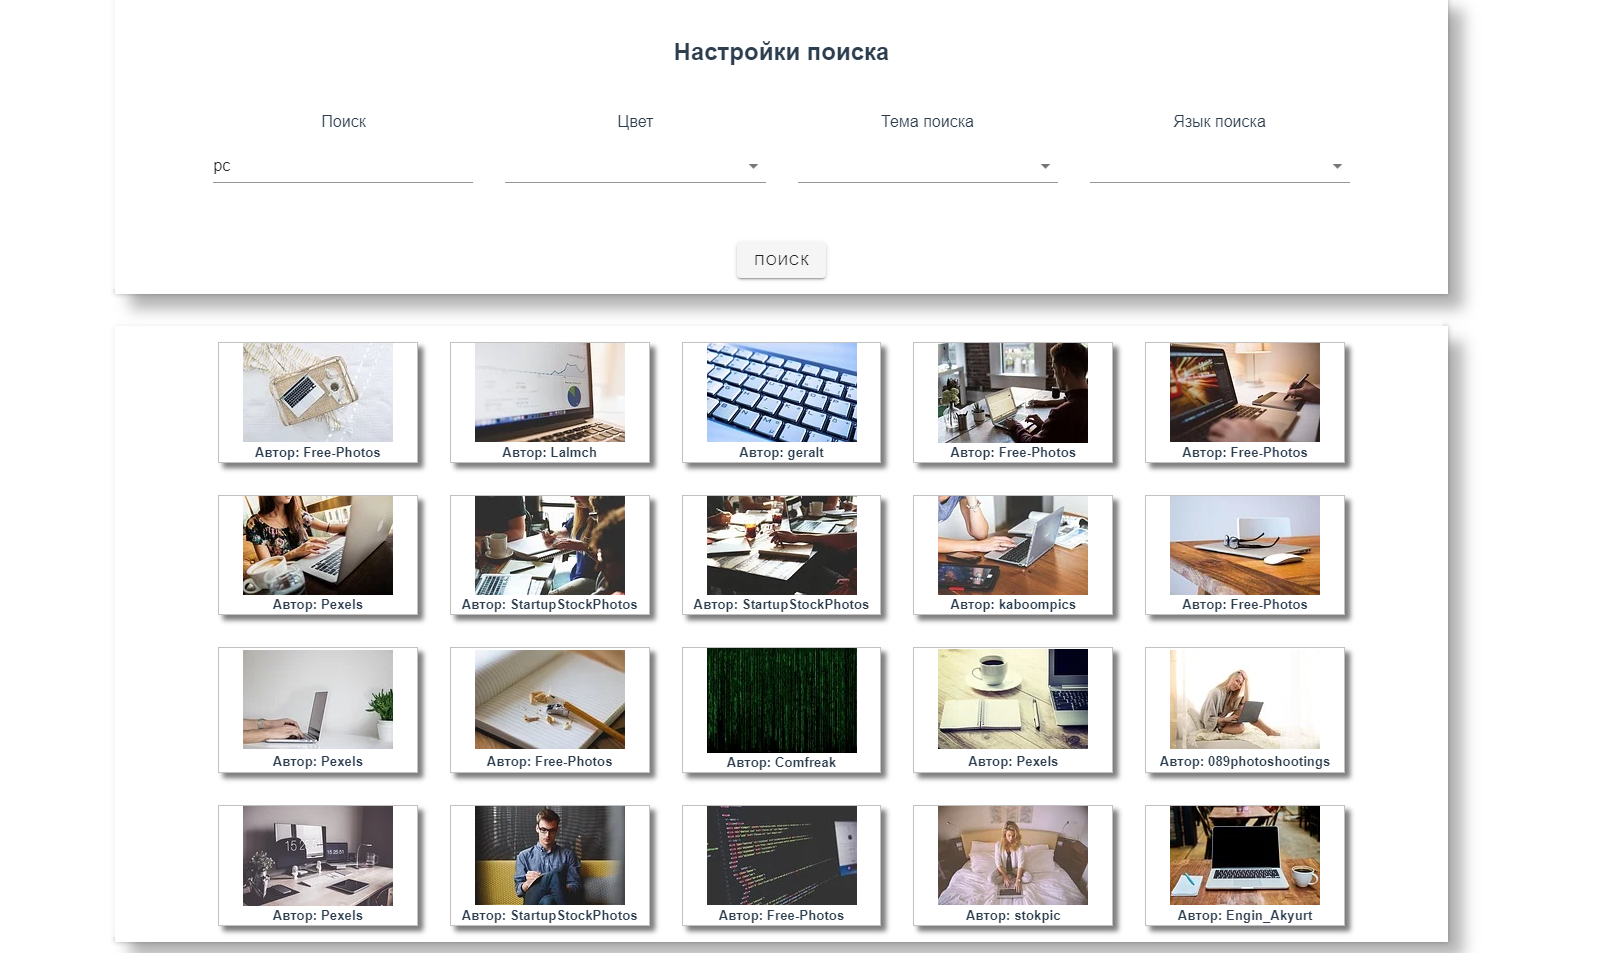 Настройки поиска
Поиск
Цвет
Тема поиска
Язык поиска
pc
ПОИСК
Автор: Free-Photos
Автор: Lalmch
Автор: geralt
Автор: Free-Photos
Автор: Free-Photos
Автор: Pexels
Автор: StartupStockPhotos
Автор: StartupStockPhotos
Автор: kaboompics
Автор: Free-Photos
Автор: Pexels
Автор: Free-Photos
Автор: Comfreak
Автор: Pexels
Автор: 089photoshootings
Автор: Pexels
Автор: StartupStockPhotos
Автор: Free-Photos
Автор: stokpic
Автор: Engin_Akyurt